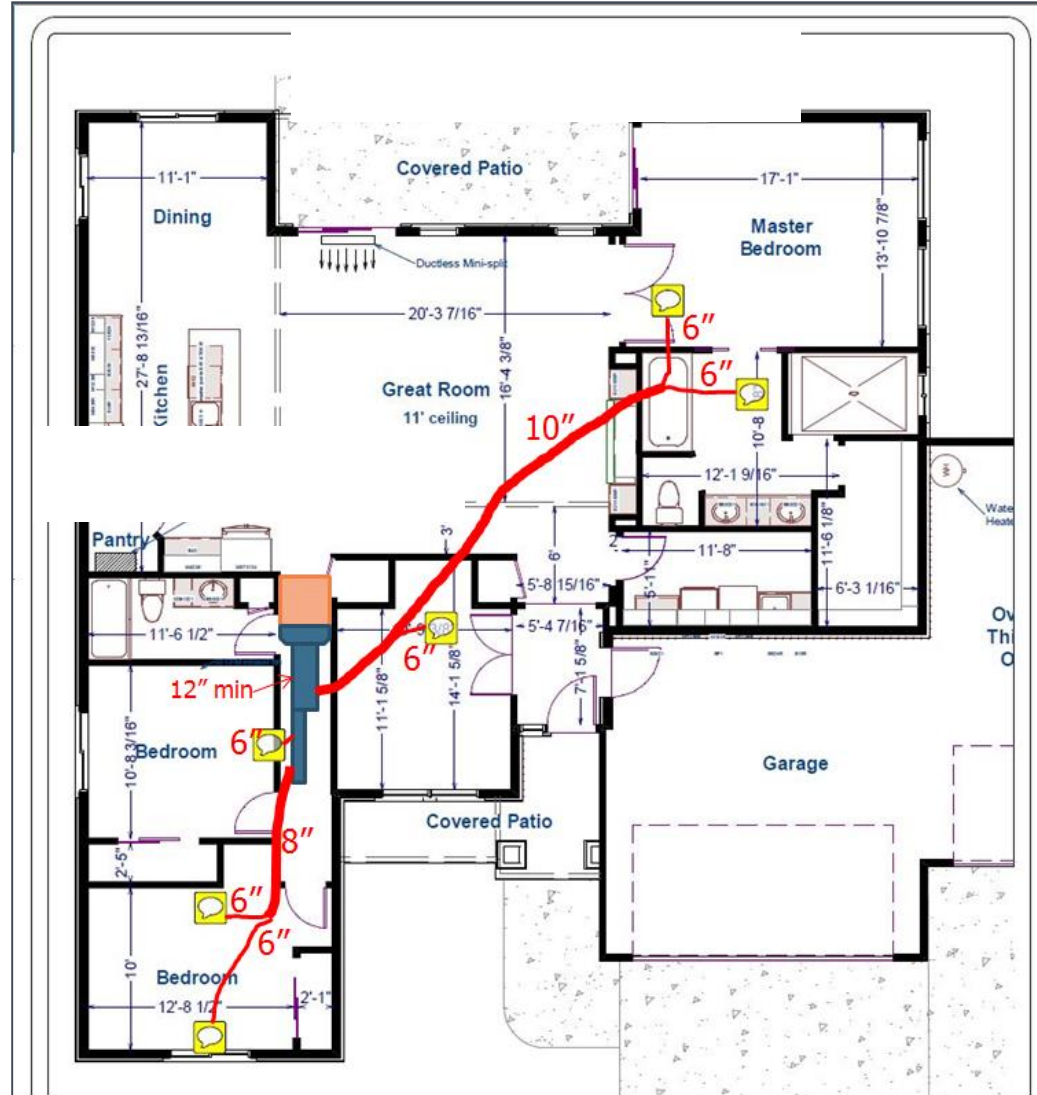 Covered Patio
11'-1"
17'-1"
Dining
Master
Bedroom
13'-10 7/8"
Ductless Mini-split
20'-3 7/16"
6"
27'-8 13/16"
16'-4 3/8"
6"
Great Room
11' ceiling
Kitchen
10"
10'-8
12'-1 9/16"
WH
Wate
Heate
Pantry
3'
6'
2'
11'-8"
11'-6 1/8"
5'-8 15/16"
5'-11"
6'-3 1/16"
11'-6 1/2"
5'-4 7/16"
6"
Ov
Thi
O
12" min
11'-1 5/8"
14'-1 5/8"
7'-1 5/8"
6"
Bedroom
10'-8 3/16"
Garage
Covered Patio
8"
2'-5"
6"
6"
10'
Bedroom
12'-8 1/2"
2'-1"